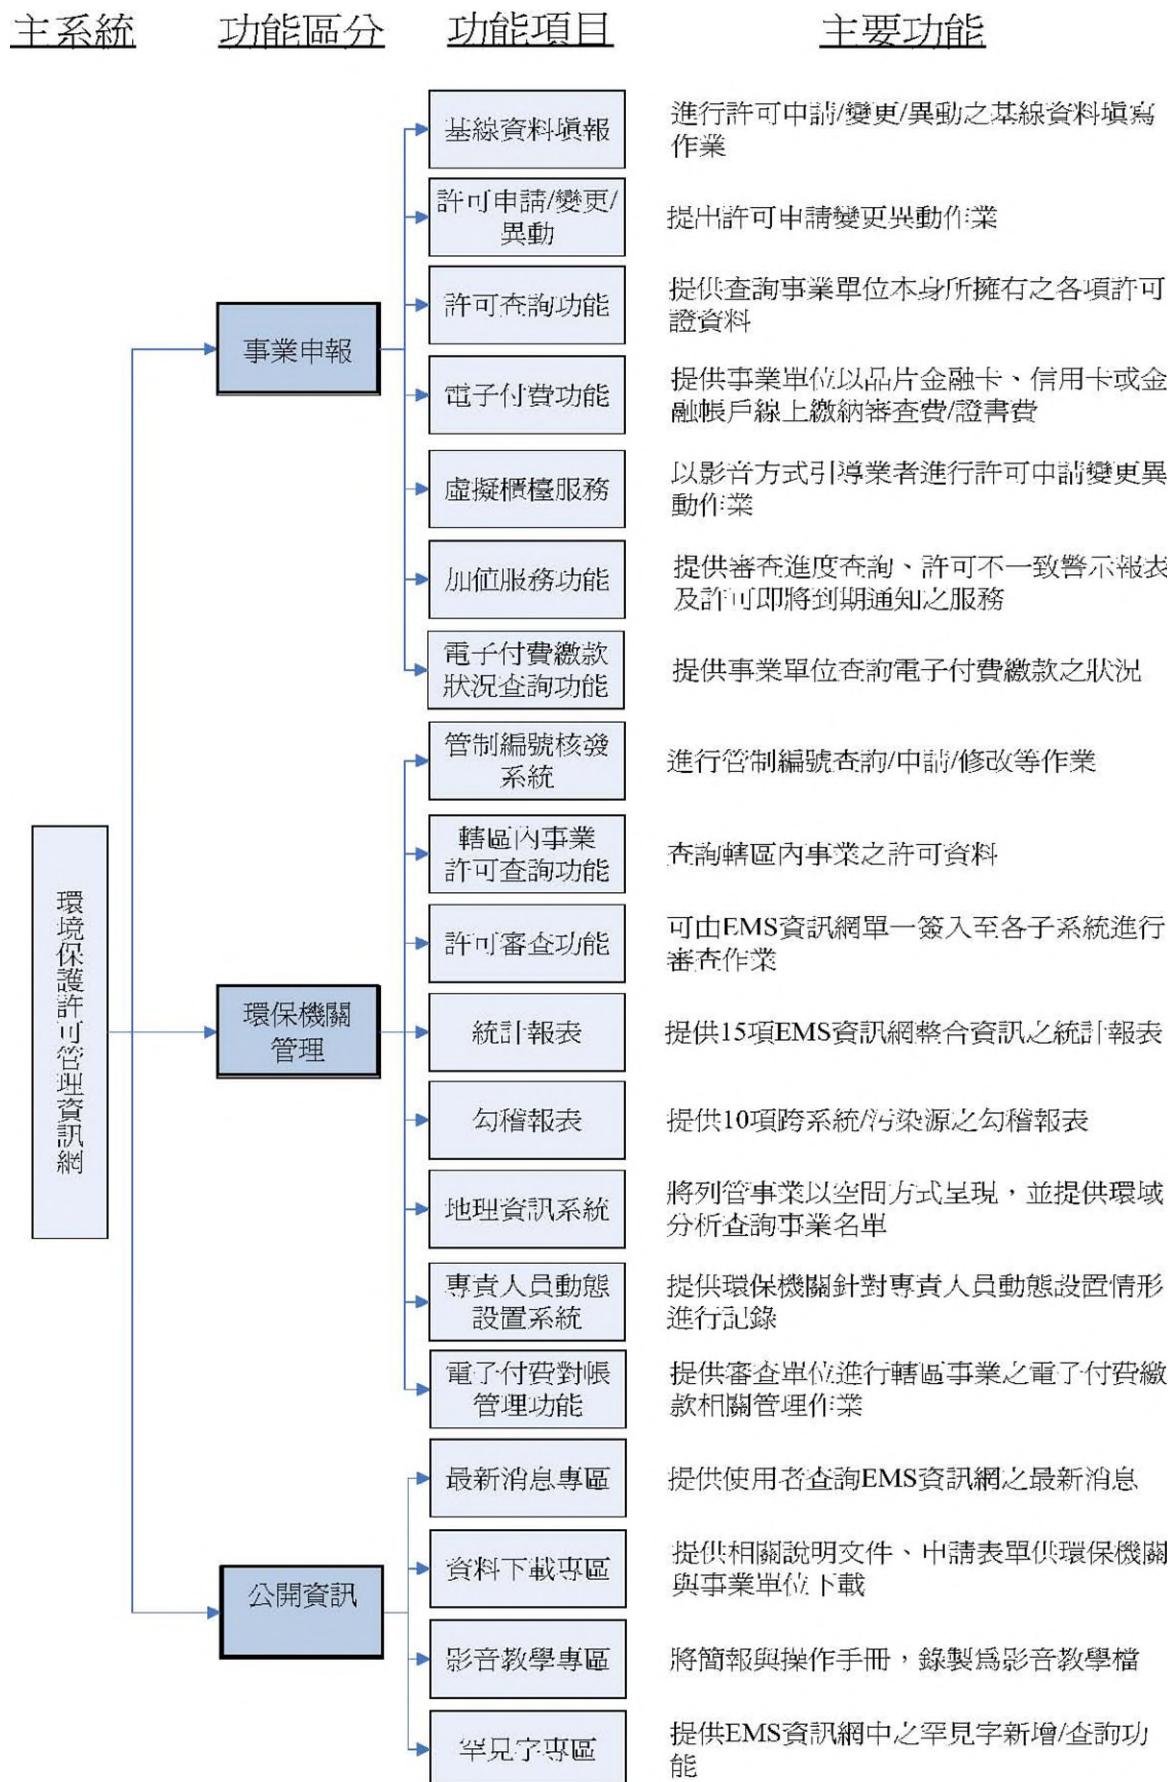 主系統 功能區分 功能項目 主要功能
基線資料填報
進行許可申請/變更/異動之基線資料填寫
作業
許可申請/變更/
異動
提出許可申請變更異動作業
許可查詢功能
提供查詢事業單位本身所擁有之各項許可
證資料
事業申報
電子付費功能
提供事業單位以晶片金融卡、信用卡或金
融帳戶線上繳納審查費/證書費
虛擬櫃檯服務
以影音方式引導業者進行許可申請變更異
動作業
加值服務功能
提供審查進度查詢、許可不一致警示報表
及許可即將到期通知之服務
電子付費繳款
狀況查詢功能
提供事業單位查詢電子付費繳款之狀況
環境保護許可管理資訊網
環保機關
管理
管制編號核發
系統
進行管制編號查詢/申請/修改等作業
轄區內事業
許可查詢功能
查詢轄區內事業之許可資料
許可審查功能
可由EMS資訊網單一簽入至各子系統進行
審查作業
統計報表
提供15項EMS資訊網整合資訊之統計報表
勾稽報表
提供10項跨系統/污染源之勾稽報表
地理資訊系統
將列管事業以空間方式呈現，並提供環域
分析查詢事業名單
專責人員動態
設置系統
提供環保機關針對專責人員動態設置情形
進行記錄
電子付費對帳
管理功能
提供審查單位進行轄區事業之電子付費繳
款相關管理作業
公開資訊
最新消息專區
提供使用者查詢EMS資訊網之最新消息
資料下載專區
提供相關說明文件、申請表單供環保機關
與事業單位下載
影音教學專區
將簡報與操作手冊，錄製為影音教學檔
罕見字專區
提供EMS資訊網中之罕見字新增/查詢功
能